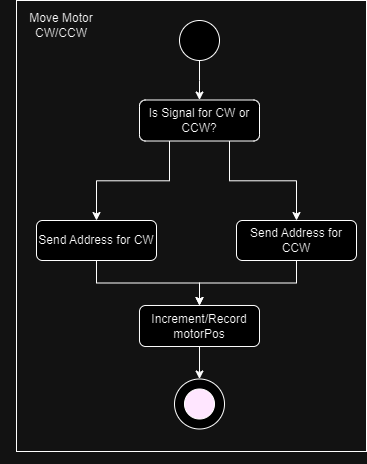 Move Motor
CW/CCW
Is Signal for CW or
CCW?
Send Address for CW
Send Address for
CCW
Increment/Record
motorPos